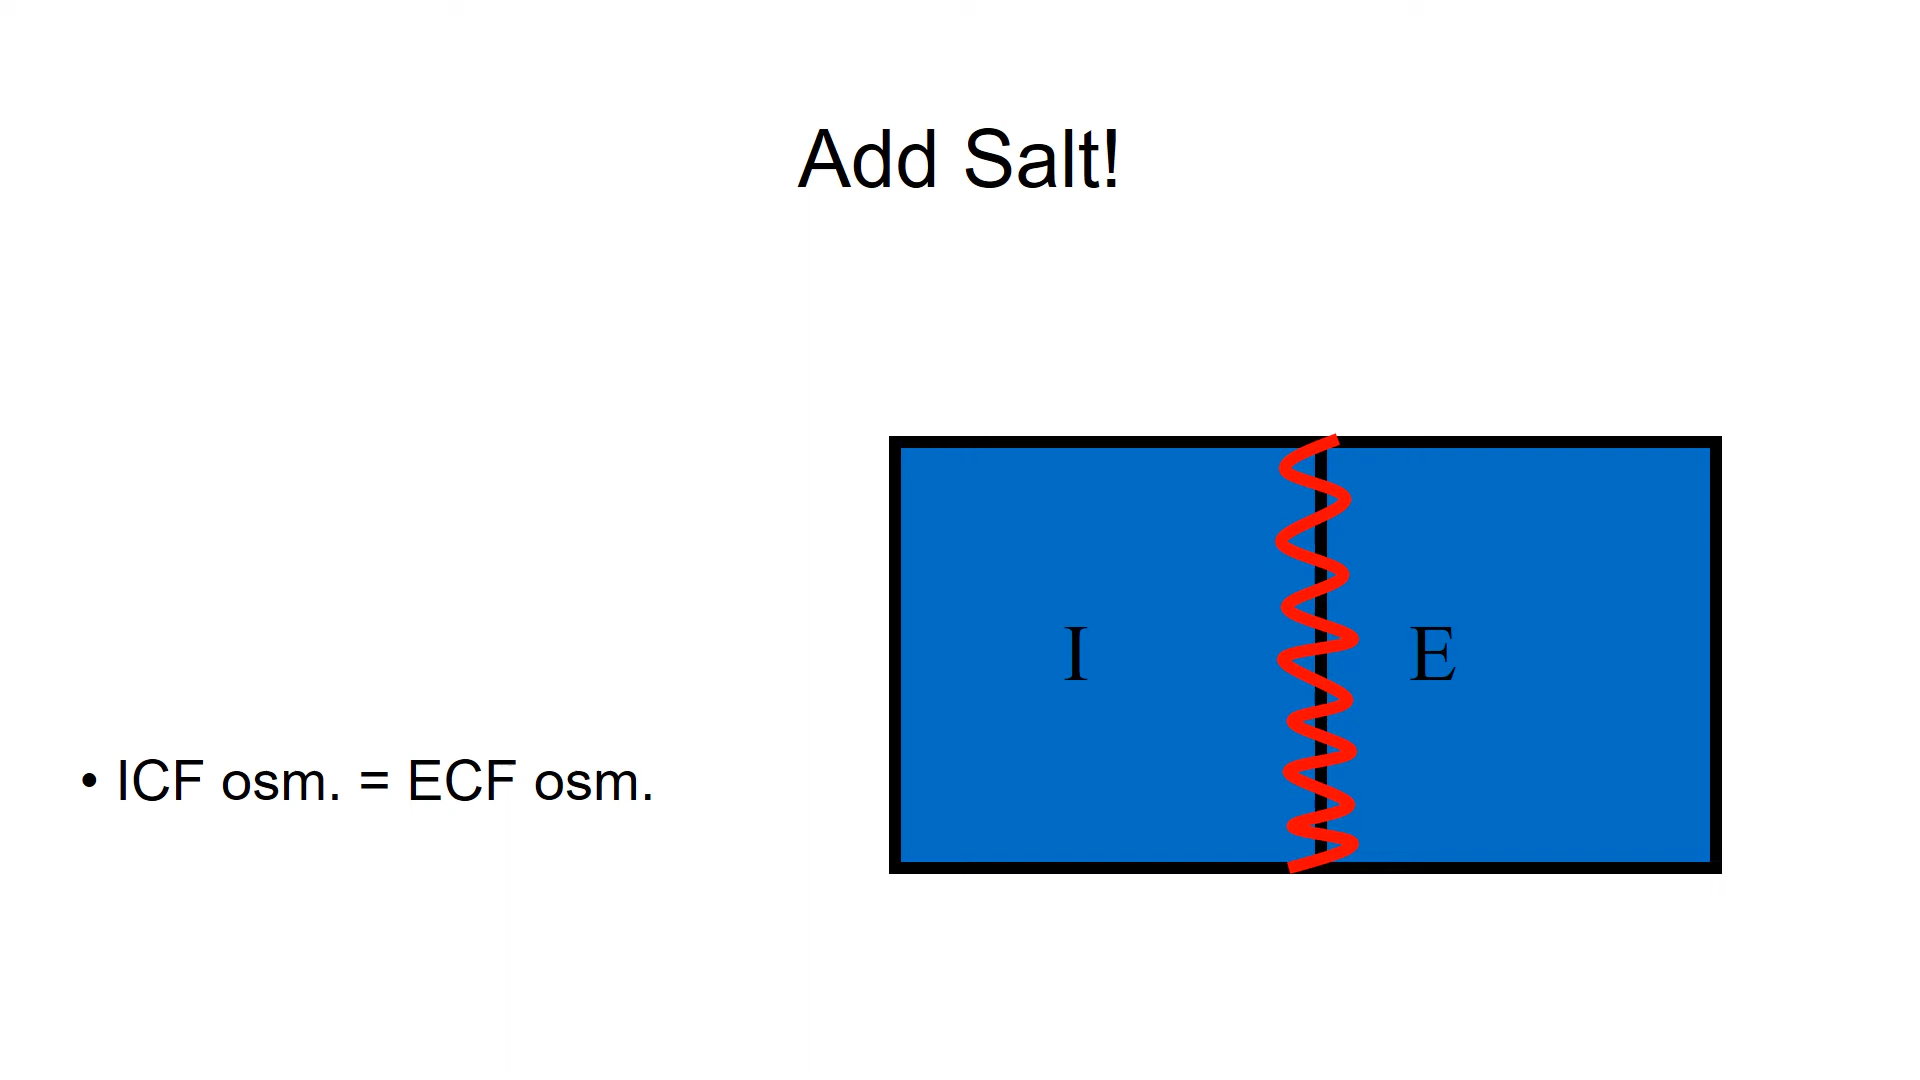 Add Salt!
I
E
• ICF osm. = ECF osm.